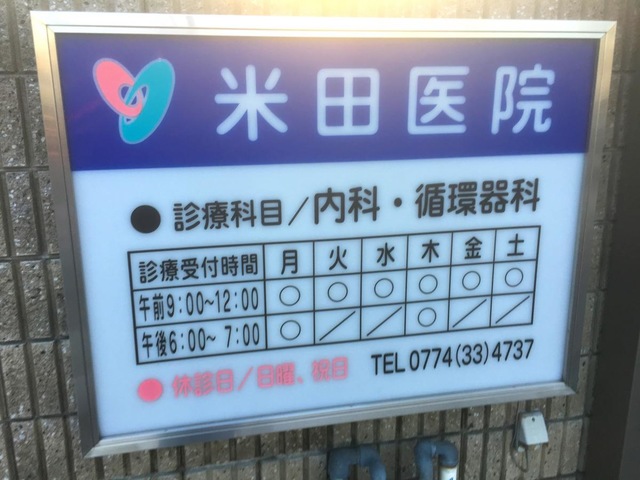 米田医院
● 診療科目／内科・循環器科
診療受付時間 月 火 水 木 金 土
午前9:00~12:00 ○ ○ ○ ○ ○ ○
午後6:00~ 7:00 ○ ／ ／ ○ ／ ／
● 休診日／日曜、祝日
TEL 0774(33)4737